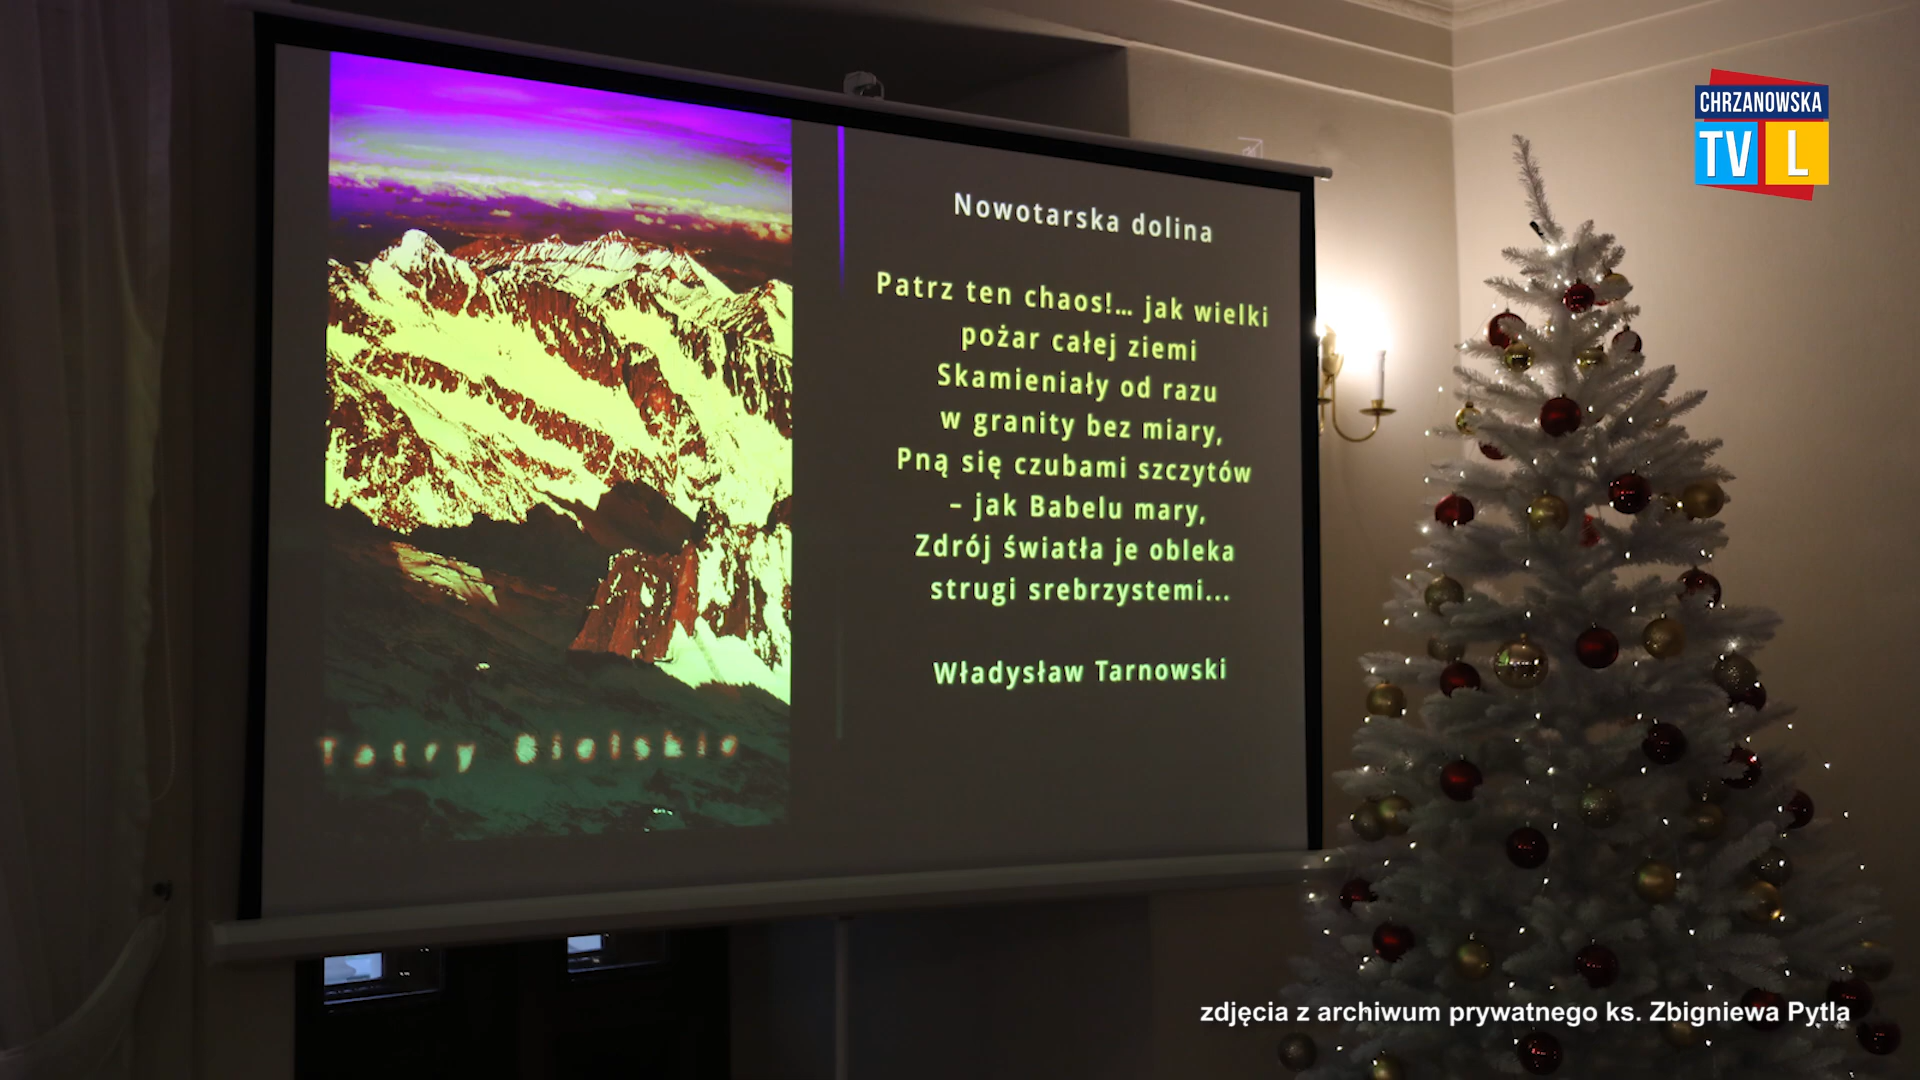 CHRZANOWSKA
TV L
Nowotarska dolina
Patrz ten chaos!... jak wielki
pożar całej ziemi
Skamieniały od razu
w granity bez miary,
Pną się czubami szczytów
– jak Babelu mary,
Zdrój światła je obleka
strugi srebrzystemi...
Władysław Tarnowski
Tatry Bielskie
zdjęcia z archiwum prywatnego ks. Zbigniewa Pytla